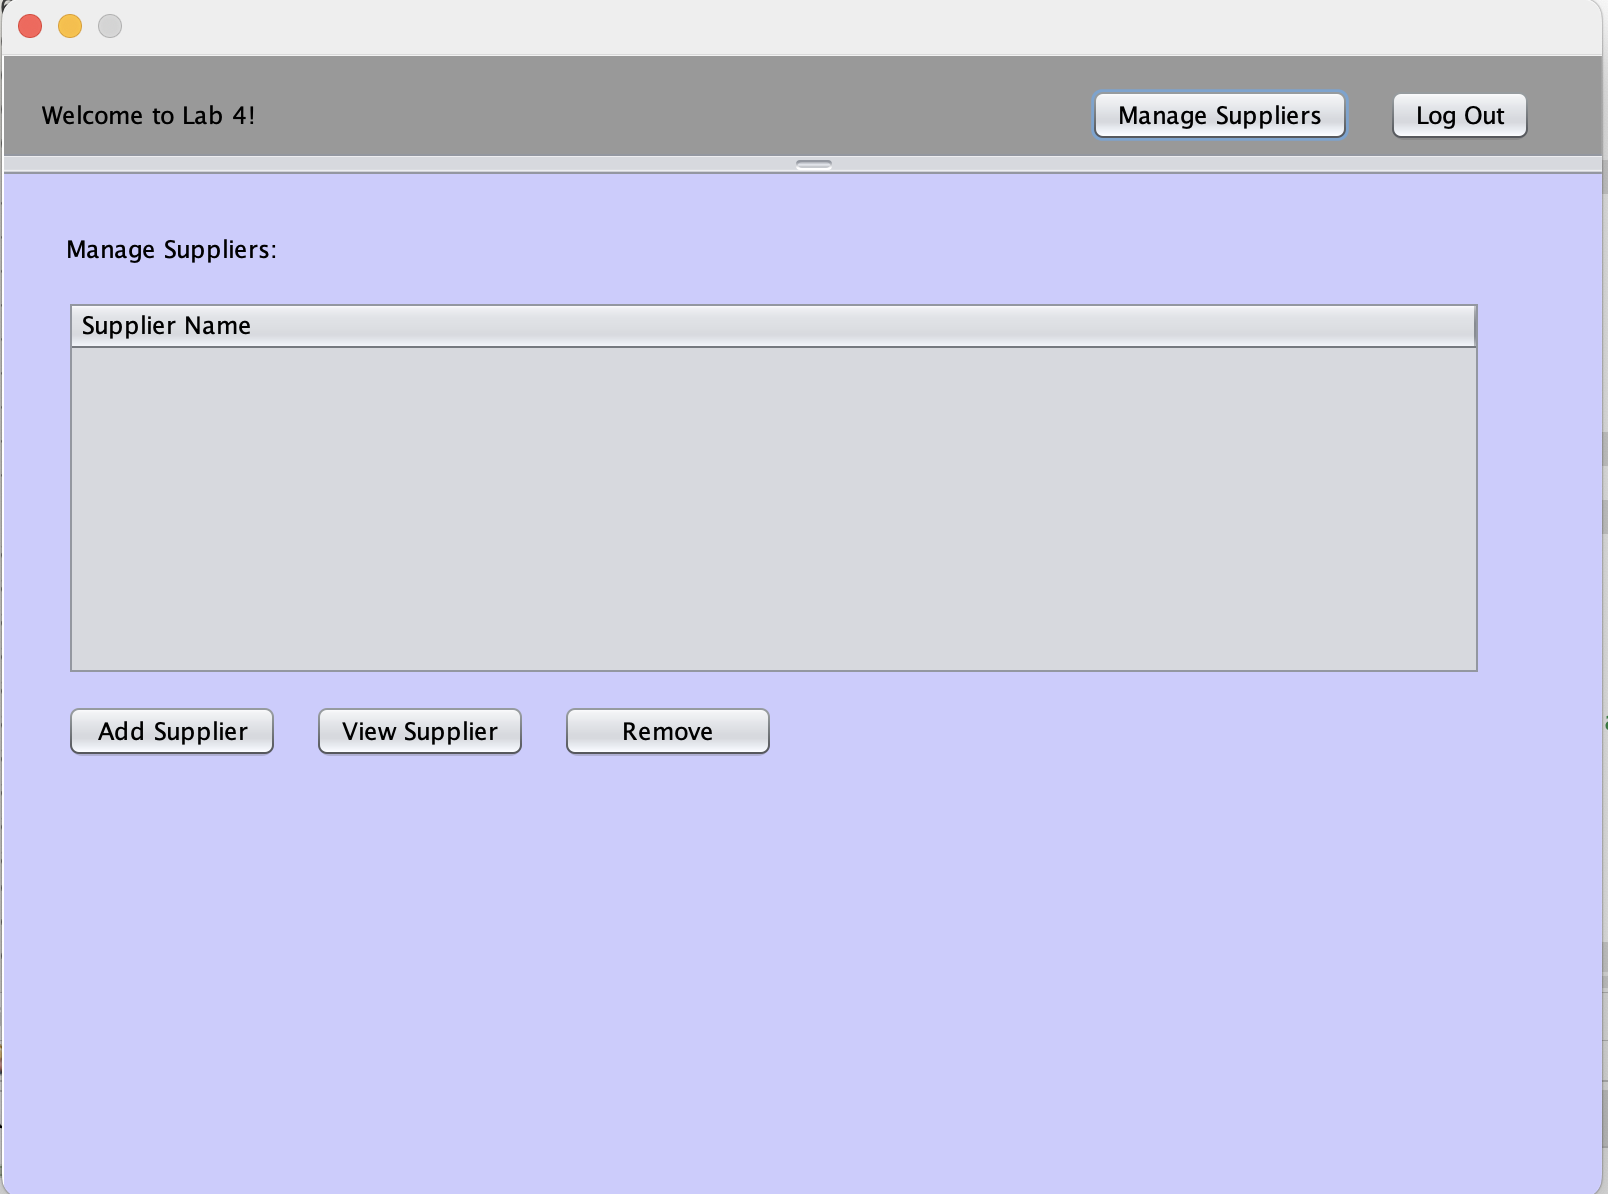 Welcome to Lab 4!
Manage Suppliers
Log Out
Manage Suppliers:
Supplier Name
Add Supplier
View Supplier
Remove